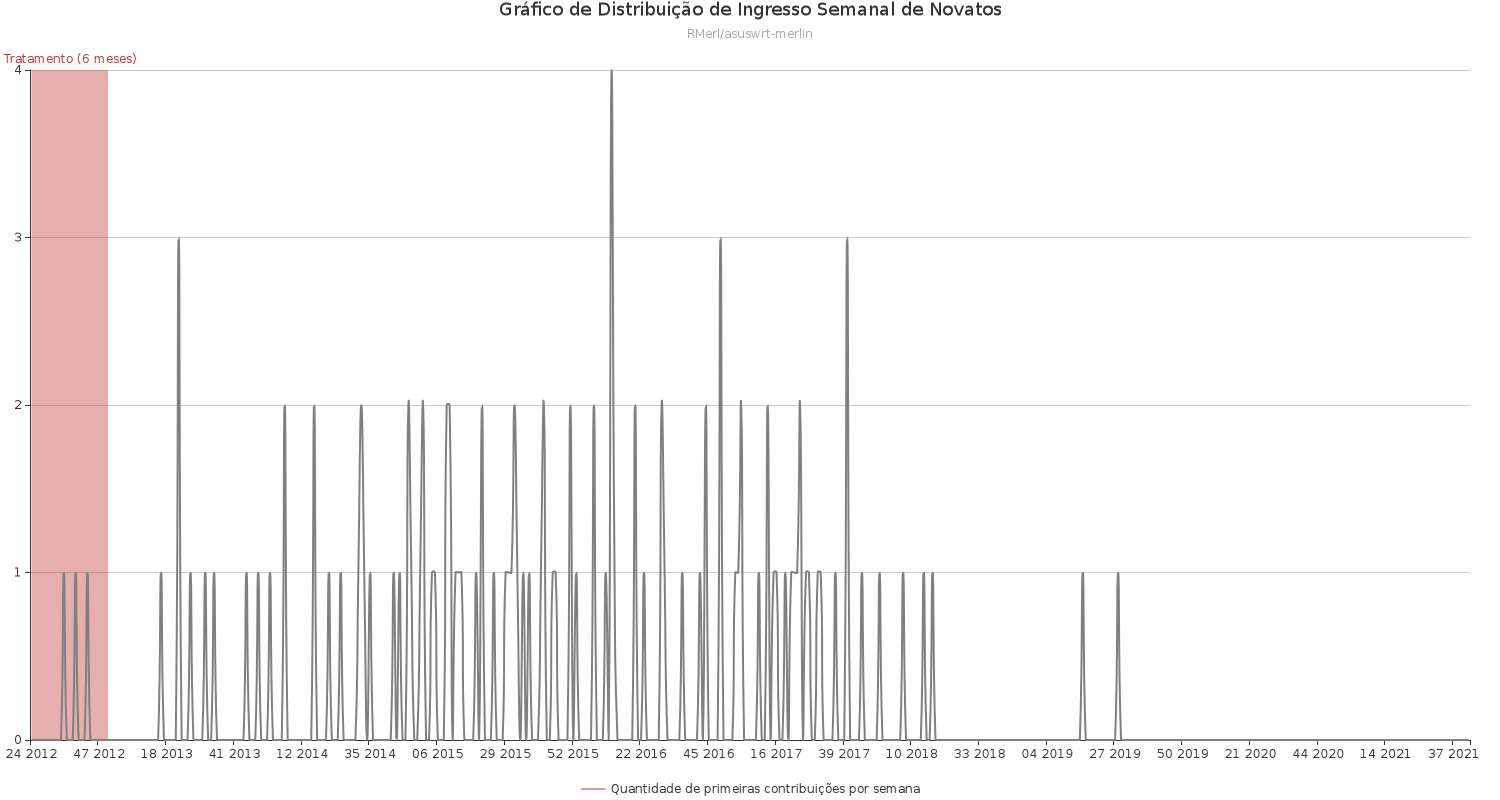 Gráfico de Distribuição de Ingresso Semanal de Novatos
RMerl/asuswrt-merlin
Tratamento (6 meses)
4
3
2
1
0
24 2012 47 2012 18 2013 41 2013 12 2014 35 2014 06 2015 29 2015 52 2015 22 2016 45 2016 16 2017 39 2017 10 2018 33 2018 04 2019 27 2019 50 2019 21 2020 44 2020 14 2021 37 2021
Quantidade de primeiras contribuições por semana